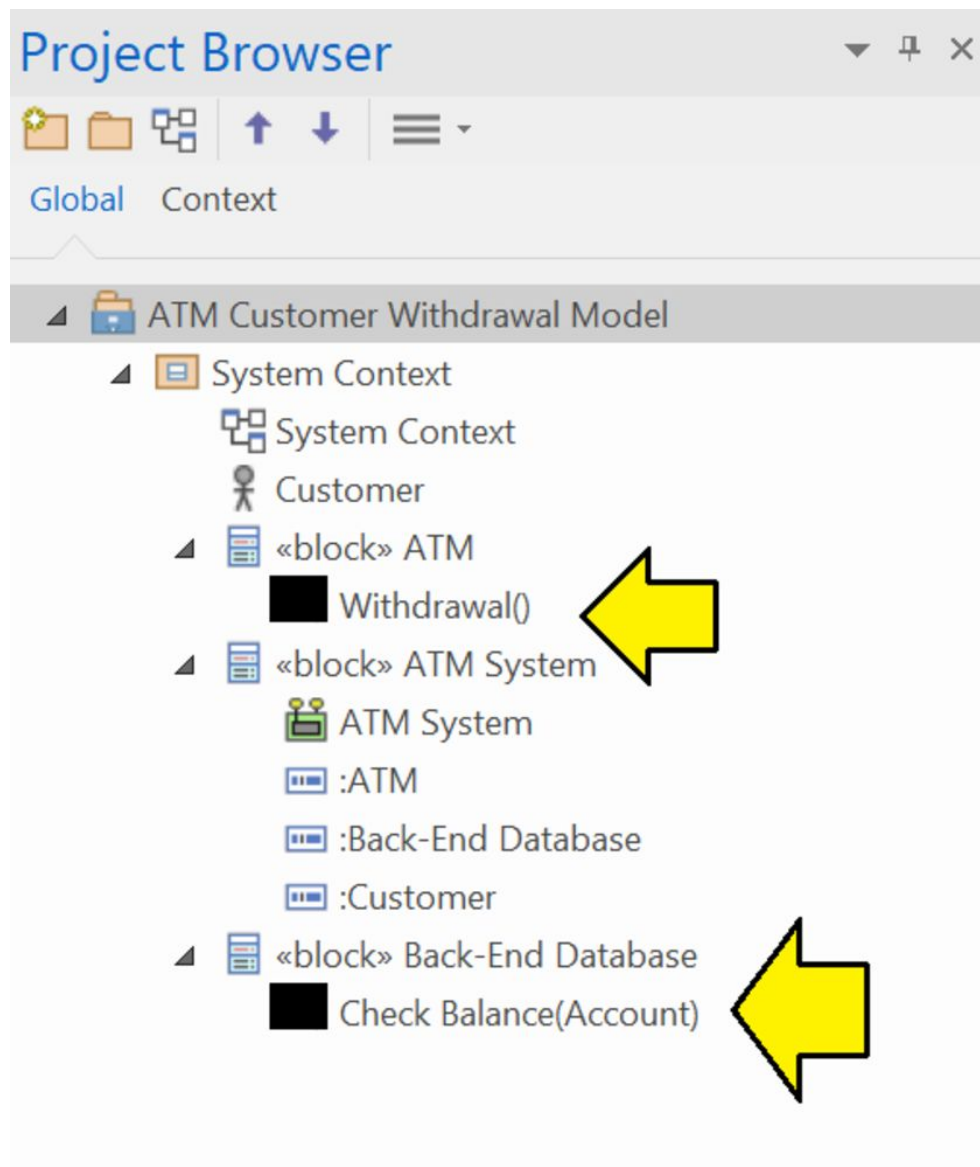 Project Browser
Global Context
ATM Customer Withdrawal Model
System Context
System Context
Customer
«block» ATM
Withdrawal()
«block» ATM System
ATM System
:ATM
:Back-End Database
:Customer
«block» Back-End Database
Check Balance(Account)